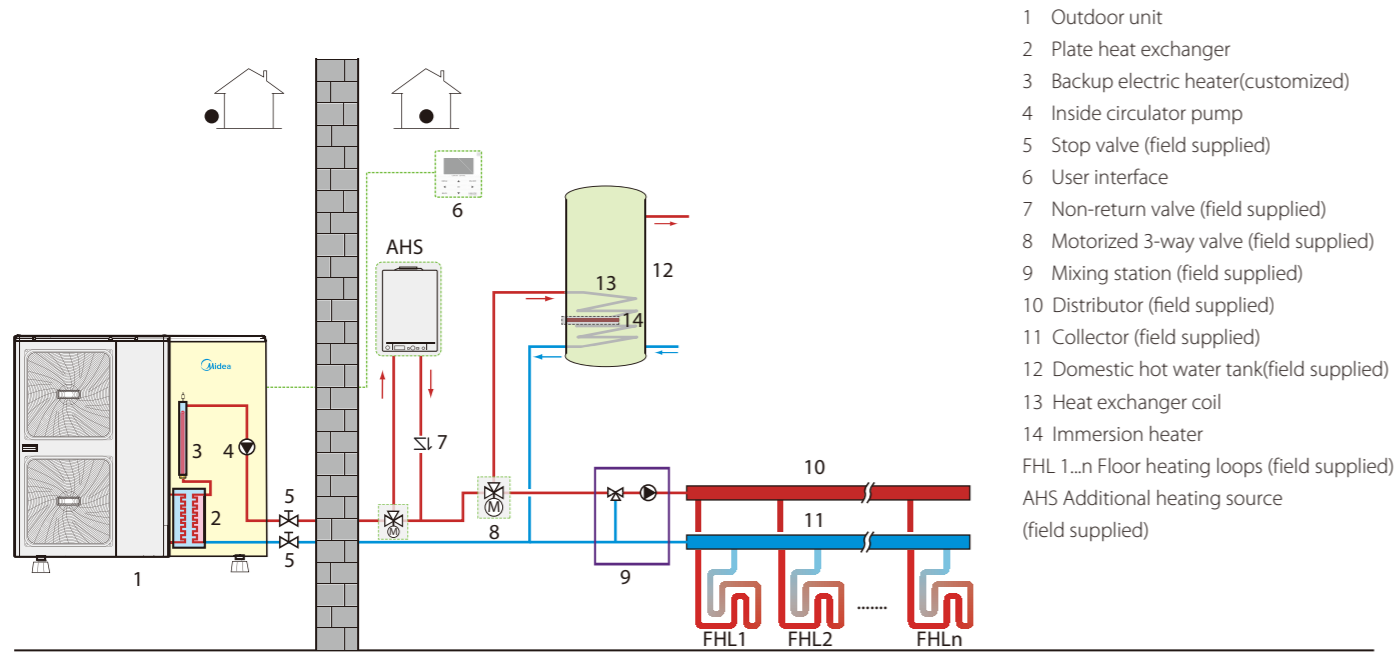 1 Outdoor unit
2 Plate heat exchanger
3 Backup electric heater(customized)
4 Inside circulator pump
5 Stop valve (field supplied)
6 User interface
7 Non-return valve (field supplied)
8 Motorized 3-way valve (field supplied)
9 Mixing station (field supplied)
10 Distributor (field supplied)
11 Collector (field supplied)
12 Domestic hot water tank(field supplied)
13 Heat exchanger coil
14 Immersion heater
FHL 1...n Floor heating loops (field supplied)
AHS Additional heating source
(field supplied)
6
AHS
12
13
14
Midea
3
4
7
2
5
5
M
M
8
10
11
9
1
FHL1
FHL2
........
FHLn